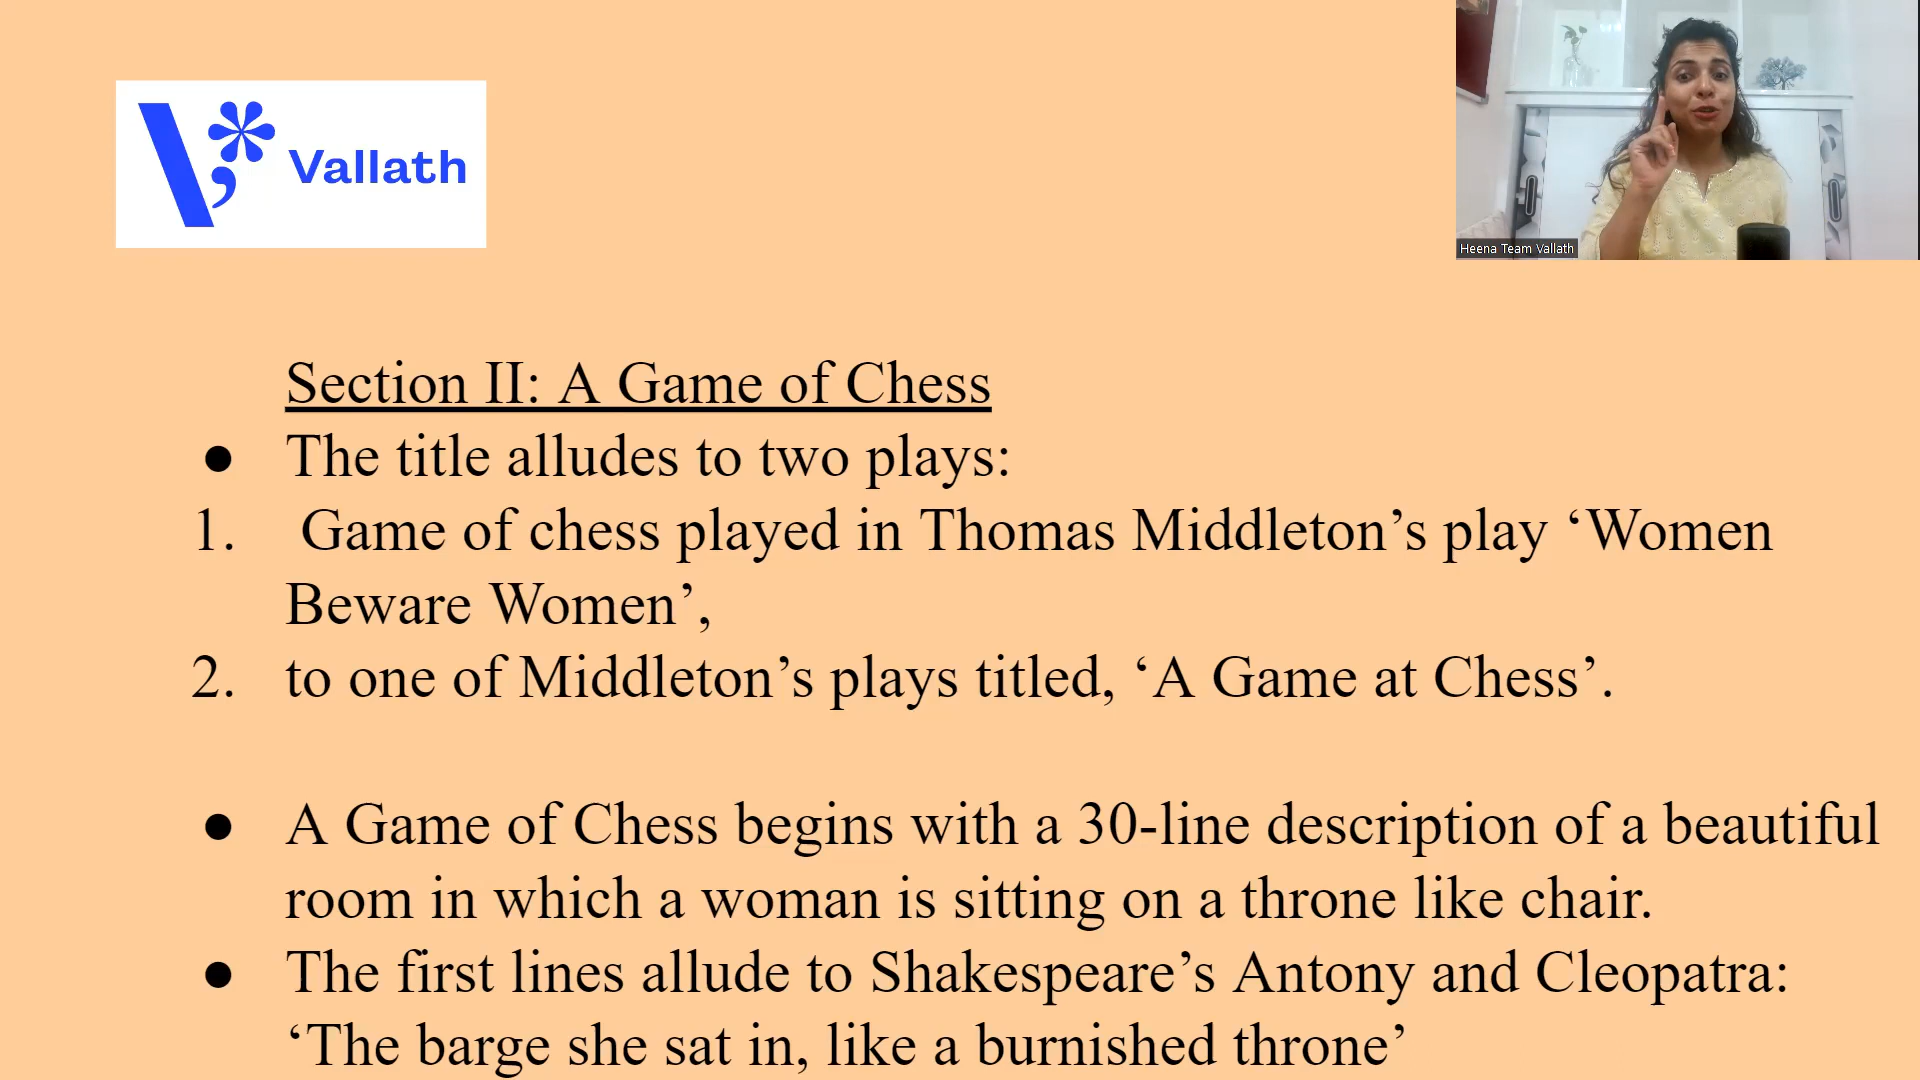 Vallath
Heena Team Vallath
Section II: A Game of Chess
● The title alludes to two plays:
1. Game of chess played in Thomas Middleton’s play ‘Women
Beware Women’,
2. to one of Middleton’s plays titled, ‘A Game at Chess’.
● A Game of Chess begins with a 30-line description of a beautiful
room in which a woman is sitting on a throne like chair.
● The first lines allude to Shakespeare’s Antony and Cleopatra:
‘The barge she sat in, like a burnished throne’